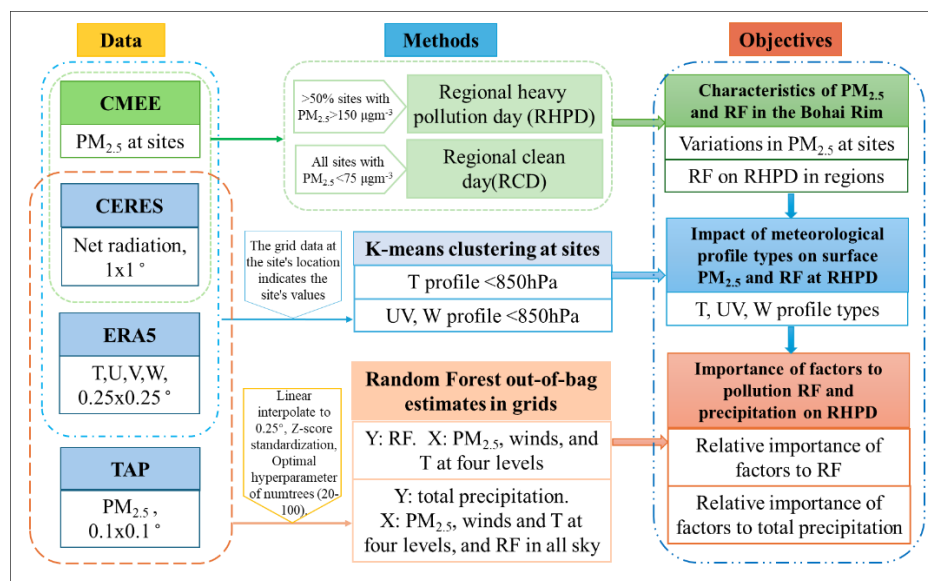 Data
Methods
Objectives
CMEE
PM2.5 at sites
CERES
Net radiation,
1x1°
ERA5
T,U,V,W,
0.25x0.25°
TAP
PM2.5,
0.1x0.1°
>50% sites with
PM2.5>150 μgm-3
Regional heavy
pollution day (RHPD)
All sites with
PM2.5<75 μgm-3
Regional clean
day(RCD)
The grid data at
the site's location
indicates the
site's values
K-means clustering at sites
T profile <850hPa
UV, W profile <850hPa
Linear
interpolate to
0.25°, Z-score
standardization,
Optimal
hyperparameter
of numtrees (20-
100),
Random Forest out-of-bag
estimates in grids
Y: RF. X: PM2.5, winds, and
T at four levels
Y: total precipitation.
X: PM2.5, winds and T at
four levels, and RF in all sky
Characteristics of PM2.5
and RF in the Bohai Rim
Variations in PM2.5 at sites
RF on RHPD in regions
Impact of meteorological
profile types on surface
PM2.5 and RF at RHPD
T, UV, W profile types
Importance of factors to
pollution RF and
precipitation on RHPD
Relative importance of
factors to RF
Relative importance of
factors to total precipitation